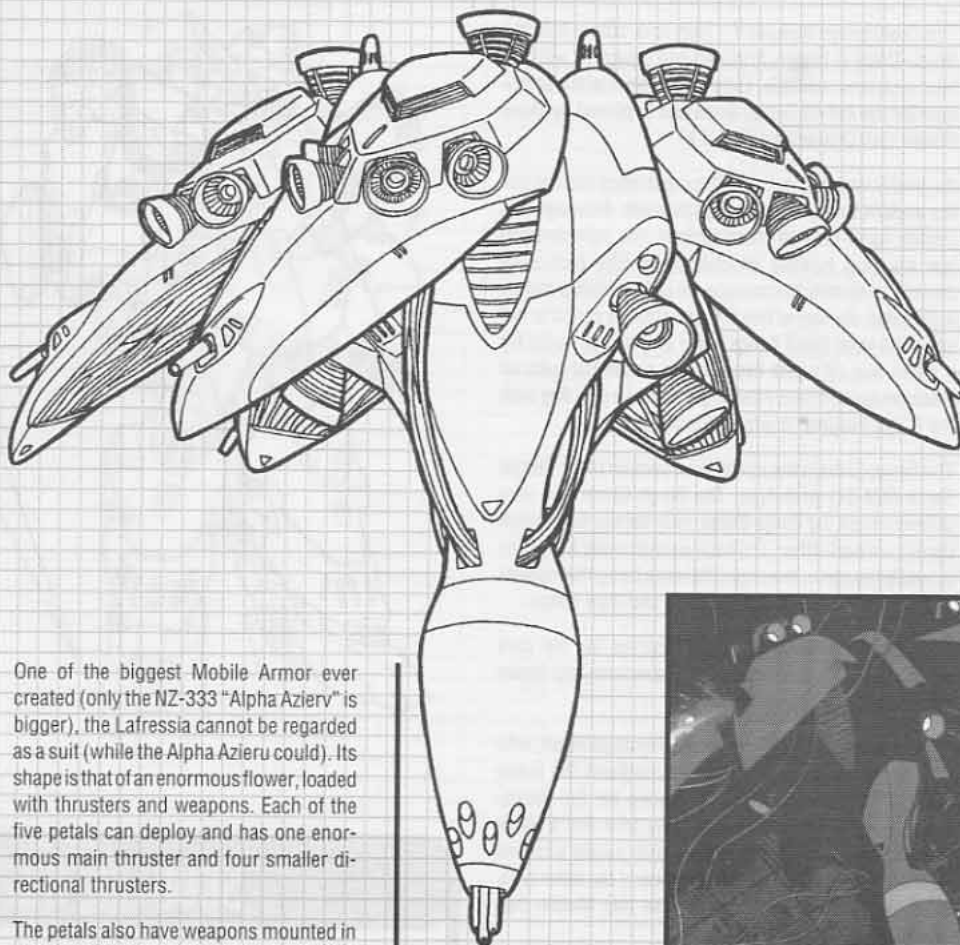 One of the biggest Mobile Armor ever
created (only the NZ-333 “Alpha Azierv” is
bigger), the Lafressia cannot be regarded
as a suit (while the Alpha Azieru could). Its
shape is that of an enormous flower, loaded
with thrusters and weapons. Each of the
five petals can deploy and has one enor-
mous main thruster and four smaller di-
rectional thrusters.
The petals also have weapons mounted in